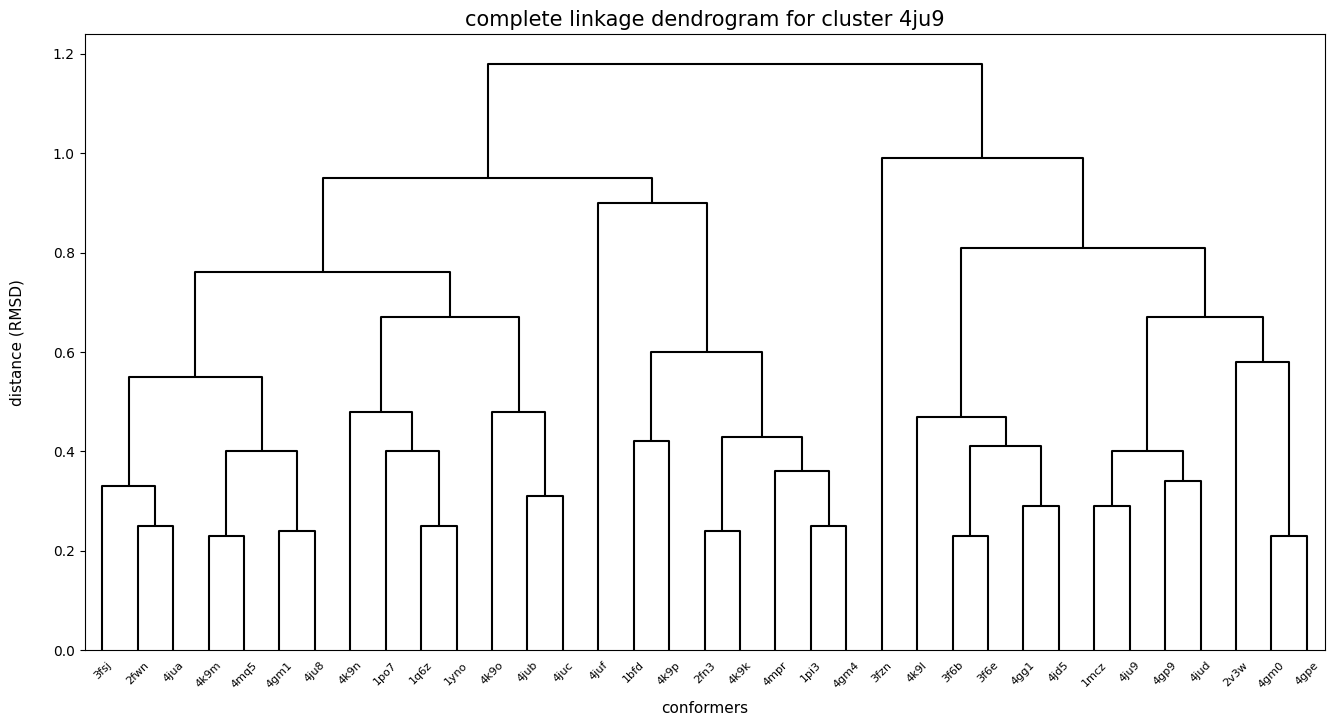 complete linkage dendrogram for cluster 4ju9
1.2
1.0
0.8
0.6
0.4
0.2
0.0
distance (RMSD)
3fsj 2fwn 4jua 4k9m 4mq5 4gm1 4ju8 4k9n 1po7 1q6z 1yno 4k9o 4jub 4juc 4juf 1bfd 4k9p 2fn3 4k9k 4mpr 1pi3 4gm4 3fzn 4k9l 3f6b 3f6e 4gg1 4jd5 1mcz 4ju9 4gp9 4jud 2v3w 4gm0 4gpe
conformers